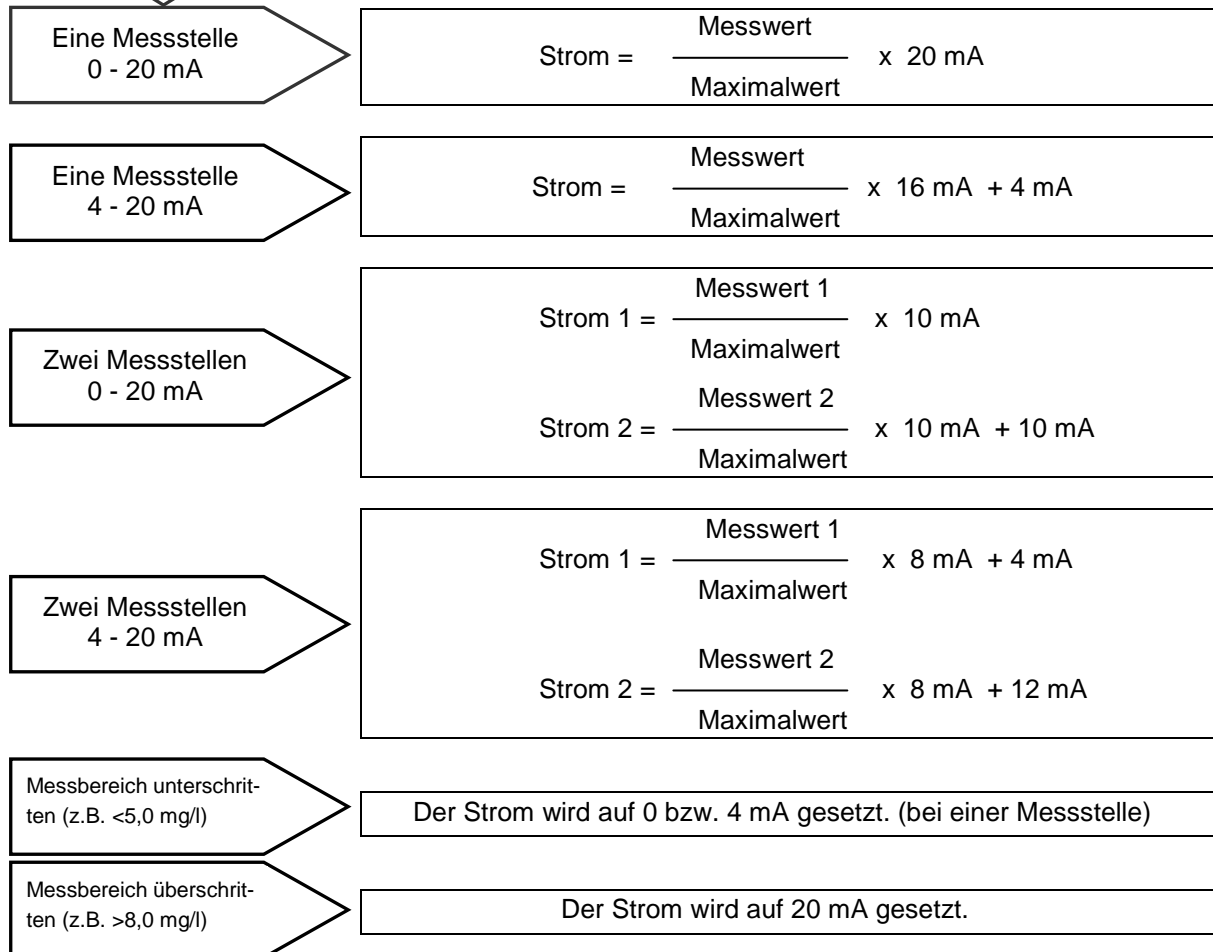 Eine Messstelle
0 - 20 mA
Messwert
Strom = x 20 mA
Maximalwert
Eine Messstelle
4 - 20 mA
Messwert
Strom = x 16 mA + 4 mA
Maximalwert
Zwei Messstellen
0 - 20 mA
Messwert 1
Strom 1 = x 10 mA
Maximalwert
Messwert 2
Strom 2 = x 10 mA + 10 mA
Maximalwert
Zwei Messstellen
4 - 20 mA
Messwert 1
Strom 1 = x 8 mA + 4 mA
Maximalwert
Messwert 2
Strom 2 = x 8 mA + 12 mA
Maximalwert
Messbereich unterschrit-
ten (z.B. <5,0 mg/l)
Der Strom wird auf 0 bzw. 4 mA gesetzt. (bei einer Messstelle)
Messbereich überschrit-
ten (z.B. >8,0 mg/l)
Der Strom wird auf 20 mA gesetzt.